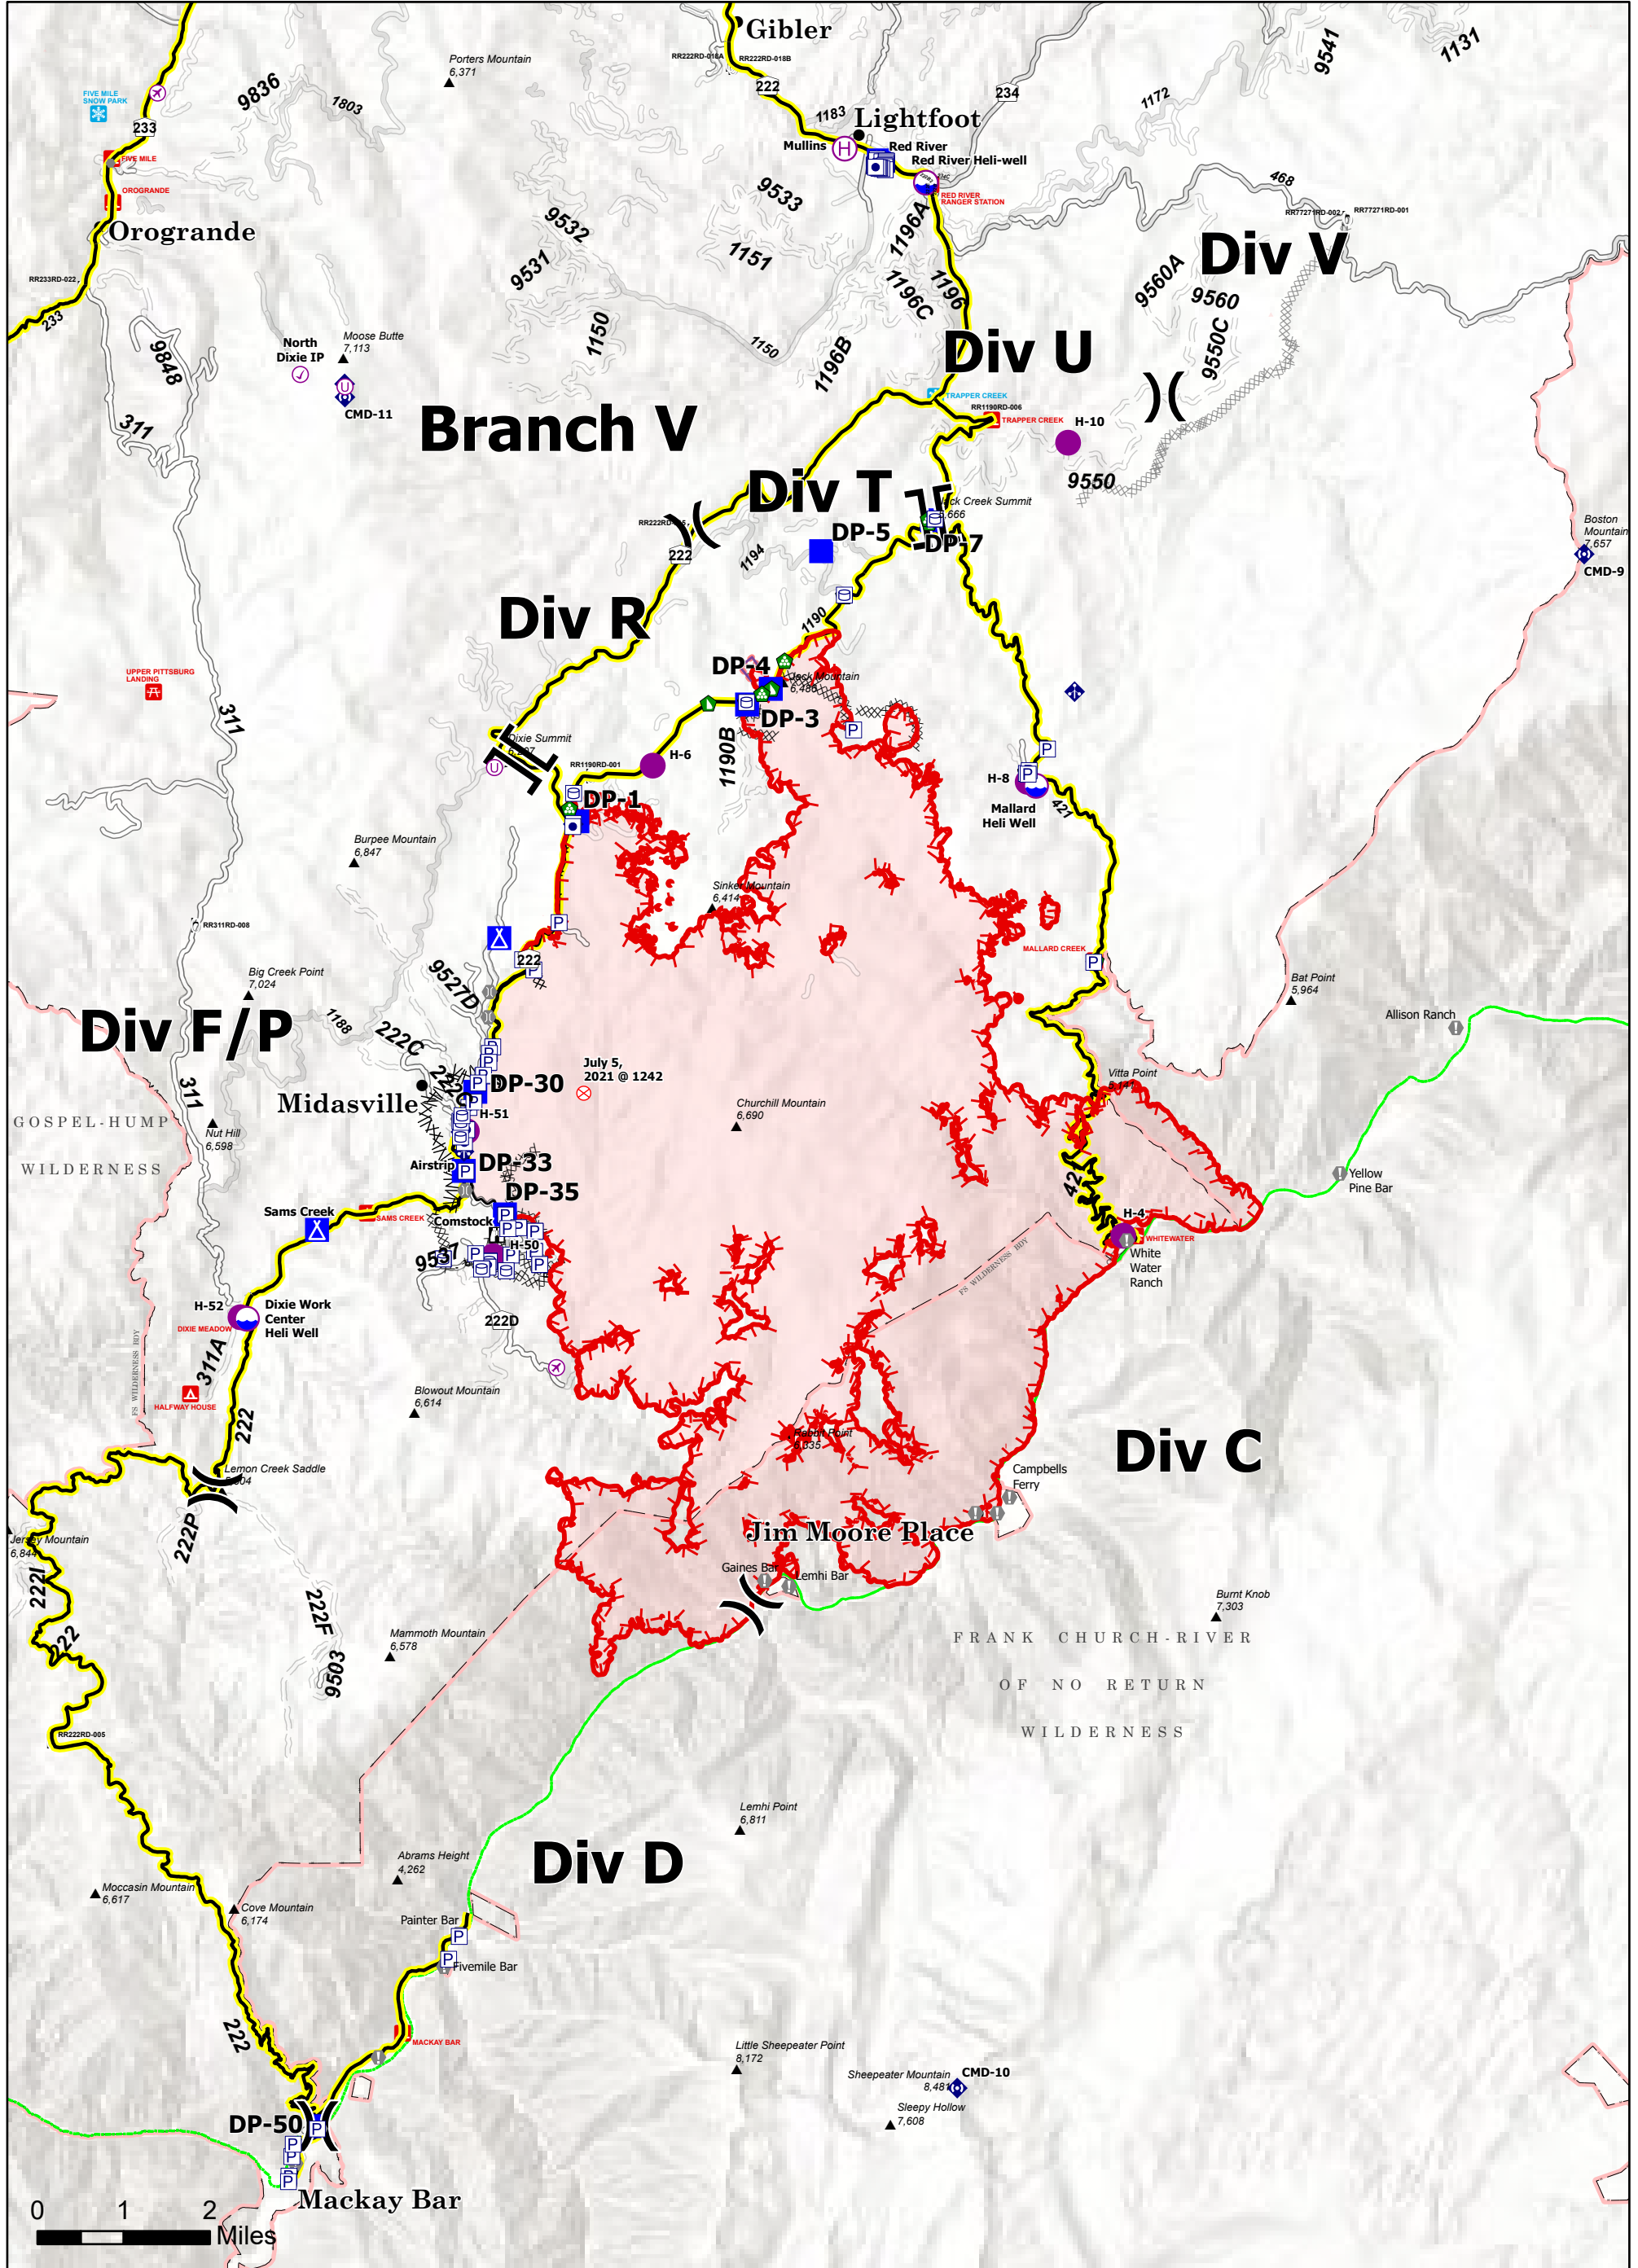 Gibler
RR222RD-018A
RR222RD-018B
222
9541
1131
Porters Mountain
6,371
FIVE MILE
SNOW PARK
9836
1803
233
1183
Lightfoot
234
1172
Mullins
Red River
Red River Heli-well
FIVE MILE
OROGRANDE
Orogrande
RED RIVER
RANGER STATION
9533
9532
1151
9531
1196A
1196
1196C
468
RR77271RD-002
RR77271RD-001
Div V
9560A
9560
9550C
RR233RD-022
233
9848
Moose Butte
7,113
North
Dixie IP
CMD-11
311
1150
1150
1196B
Div U
TRAPPER CREEK
RR1190RD-006
TRAPPER CREEK
H-10
9550
Branch V
Div T
DP-5
Jack Creek Summit
5,666
DP-7
222
1194
Boston
Mountain
7,657
CMD-9
Div R
1190
DP-4
Jack Mountain
6,486
DP-3
UPPER PITTSBURG
LANDING
311
Dixie Summit
RR1190RD-001
H-6
1190B
H-8
Mallard
Heli Well
421
DP-1
Burpee Mountain
6,847
Sinker Mountain
6,414
RR311RD-008
MALLARD CREEK
222
Big Creek Point
7,024
9527D
Bat Point
5,964
Div F/P
1188
222C
Allison Ranch
July 5,
2021 @ 1242
DP-30
Midasville
H-51
Vitta Point
Churchill Mountain
6,690
311
GOSPEL-HUMP
WILDERNESS
Nut Hill
6,598
Airstrip
DP-33
DP-35
Yellow
Pine Bar
421
Sams Creek
SAMS CREEK
Comstock
H-50
9537
H-4
WHITEWATER
White
Water
Ranch
FS WILDERNESS BDY
H-52
Dixie Work
Center
Heli Well
DIXIE MEADOW
222D
311A
FS WILDERNESS BDY
HALFWAY HOUSE
222
Blowout Mountain
6,614
Div C
Lemon Creek Saddle
Campbells
Ferry
222P
Jersey Mountain
6,844
Jim Moore Place
Gaines Bar
Lemhi Bar
222I
222F
222
9503
Mammoth Mountain
6,578
Burnt Knob
7,303
FRANK CHURCH-RIVER
OF NO RETURN
WILDERNESS
RR222RD-005
Lemhi Point
6,811
Div D
Abrams Height
4,262
Moccasin Mountain
6,617
Cove Mountain
6,174
Painter Bar
Fivemile Bar
222
MACKAY BAR
Little Sheepeater Point
8,172
Sheepeater Mountain
8,481
CMD-10
Sleepy Hollow
7,608
DP-50
Mackay Bar
0 1 2
Miles